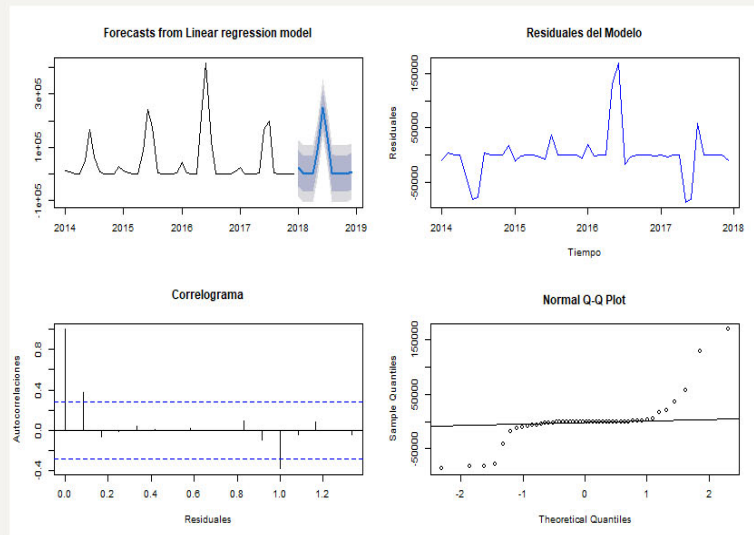 Forecasts from Linear regression model
3e+05
1e+05
-1e+05
2014 2015 2016 2017 2018 2019
Residuales del Modelo
Residuales
150000
50000
-50000
2014 2015 2016 2017 2018
Tiempo
Correlograma
Autocorrelaciones
0.8
0.4
0.0
-0.4
0.0 0.2 0.4 0.6 0.8 1.0 1.2
Residuales
Normal Q-Q Plot
Sample Quantiles
150000
50000
-50000
-2 -1 0 1 2
Theoretical Quantiles